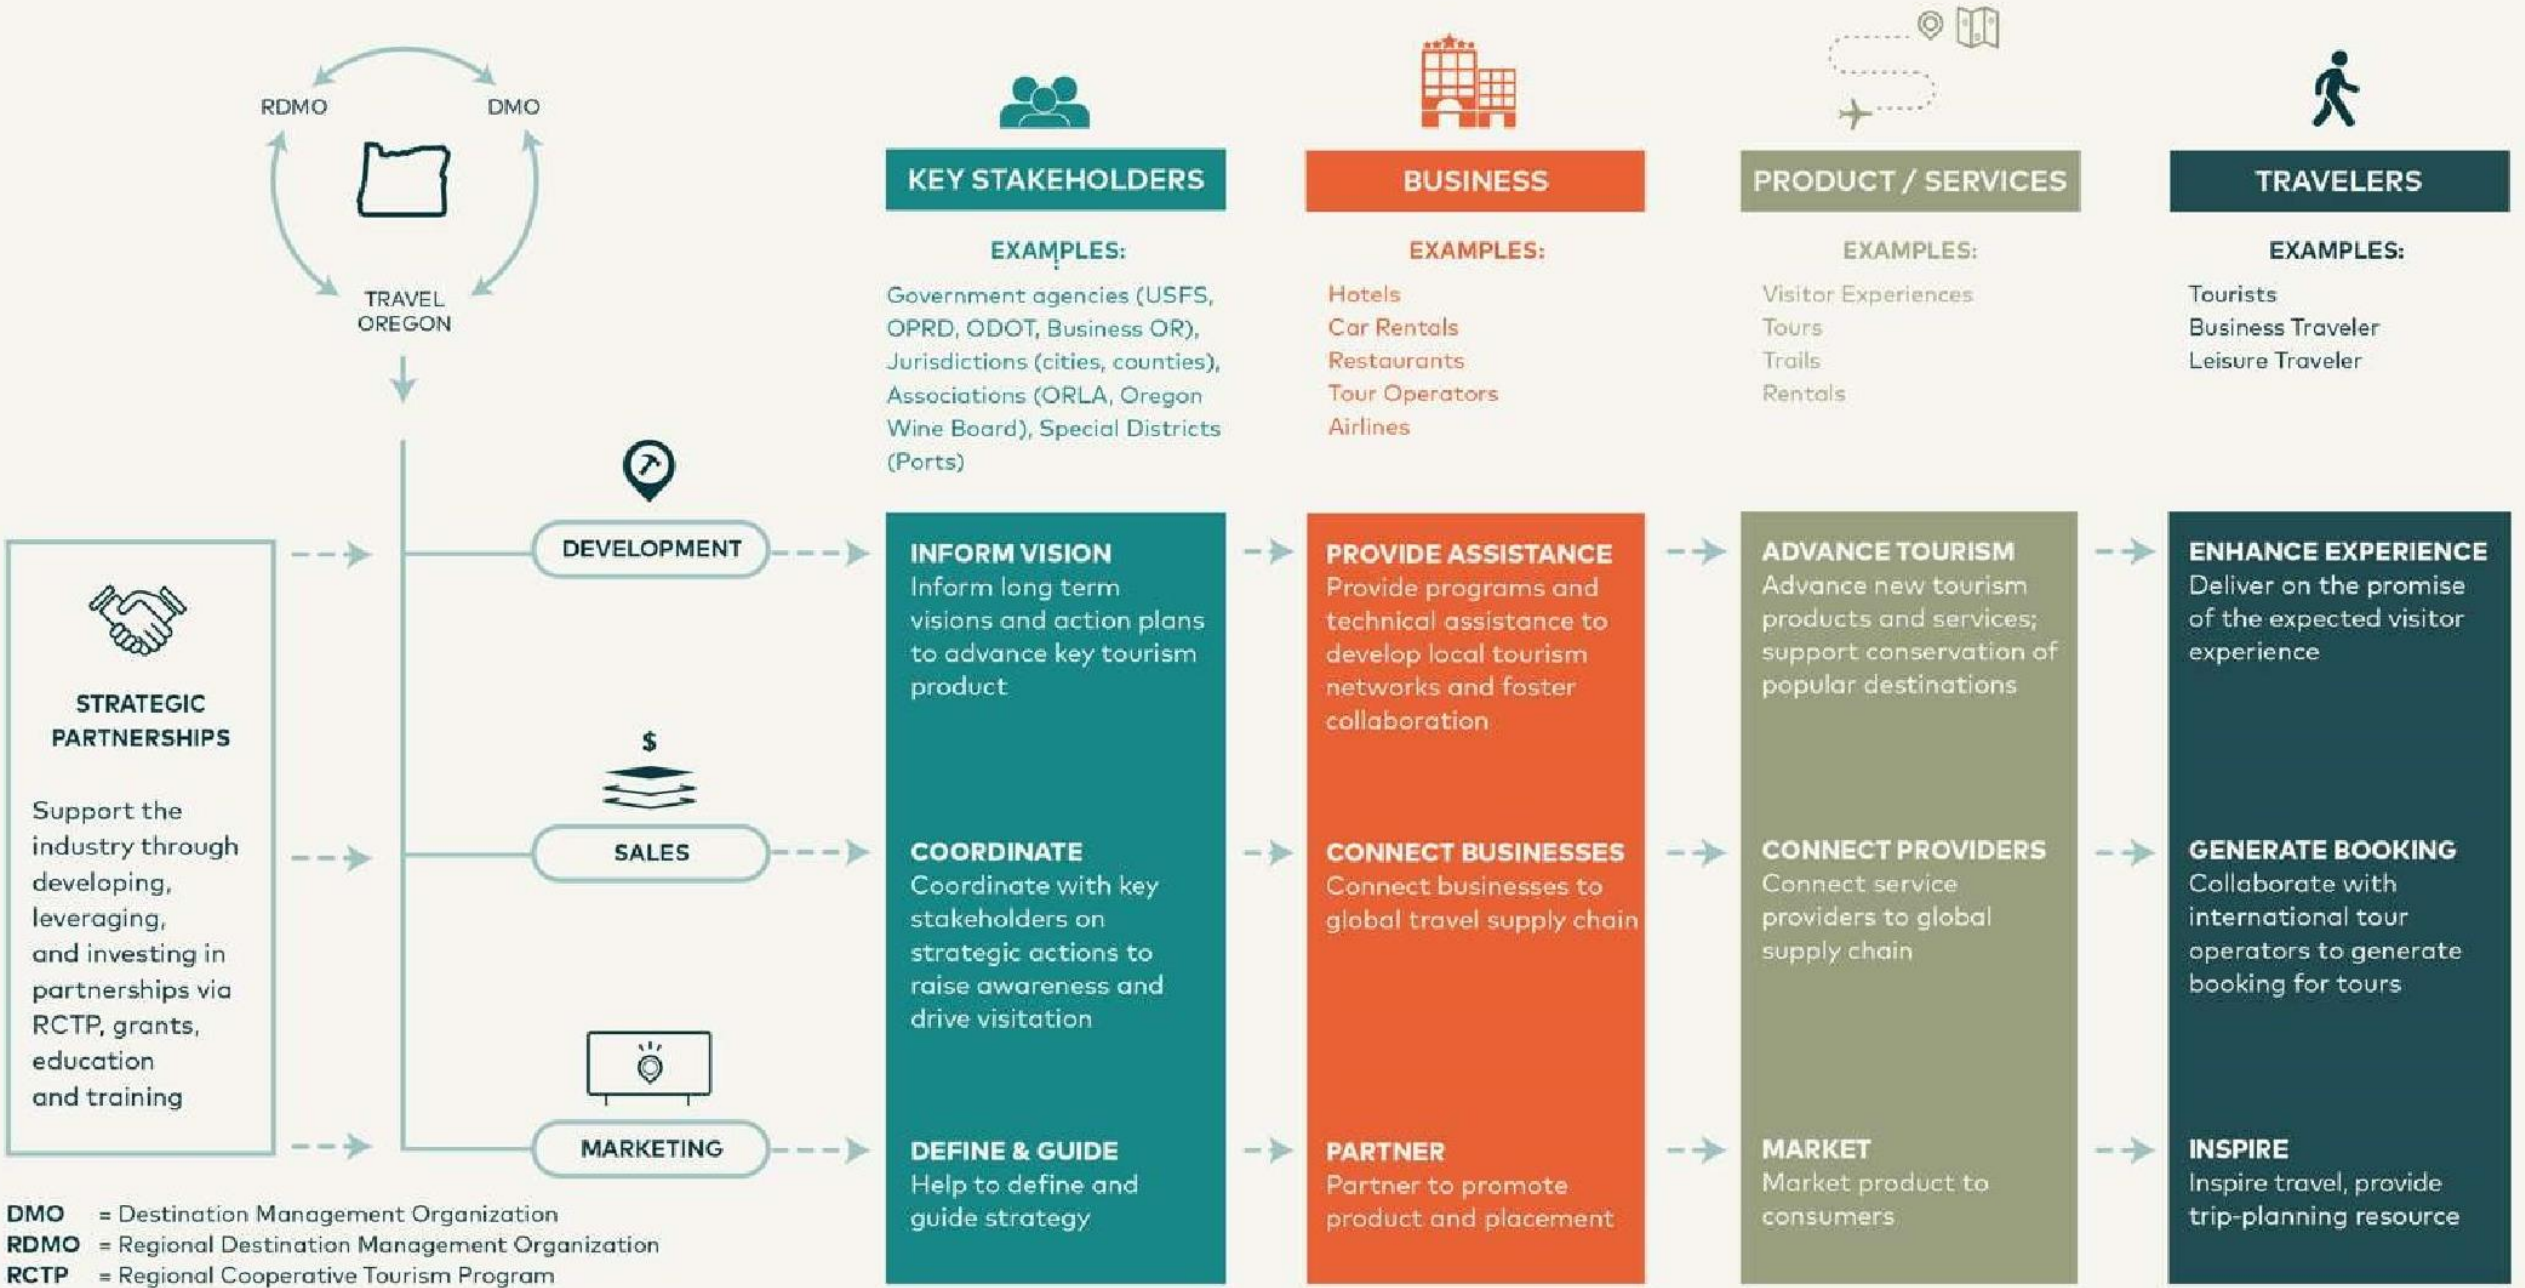 RDMO
DMO
TRAVEL
OREGON
KEY STAKEHOLDERS
EXAMPLES:
Government agencies (USFS,
OPRD, ODOT, Business OR),
Jurisdictions (cities, counties),
Associations (ORLA, Oregon
Wine Board), Special Districts
(Ports)
BUSINESS
EXAMPLES:
Hotels
Car Rentals
Restaurants
Tour Operators
Airlines
PRODUCT / SERVICES
EXAMPLES:
Visitor Experiences
Tours
Trails
Rentals
TRAVELERS
EXAMPLES:
Tourists
Business Traveler
Leisure Traveler
STRATEGIC
PARTNERSHIPS
Support the
industry through
developing,
leveraging,
and investing in
partnerships via
RCTP, grants,
education
and training
DEVELOPMENT
INFORM VISION
Inform long term
visions and action plans
to advance key tourism
product
PROVIDE ASSISTANCE
Provide programs and
technical assistance to
develop local tourism
networks and foster
collaboration
ADVANCE TOURISM
Advance new tourism
products and services;
support conservation of
popular destinations
ENHANCE EXPERIENCE
Deliver on the promise
of the expected visitor
experience
$
SALES
COORDINATE
Coordinate with key
stakeholders on
strategic actions to
raise awareness and
drive visitation
CONNECT BUSINESSES
Connect businesses to
global travel supply chain
CONNECT PROVIDERS
Connect service
providers to global
supply chain
GENERATE BOOKING
Collaborate with
international tour
operators to generate
booking for tours
MARKETING
DEFINE & GUIDE
Help to define and
guide strategy
PARTNER
Partner to promote
product and placement
MARKET
Market product to
consumers
INSPIRE
Inspire travel, provide
trip-planning resource
DMO = Destination Management Organization
RDMO = Regional Destination Management Organization
RCTP = Regional Cooperative Tourism Program